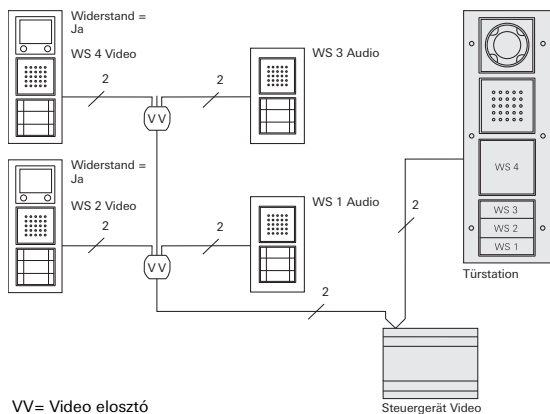 Widerstand =
Ja
WS 4 Video
2
2
WS 3 Audio
VV
Widerstand =
Ja
WS 2 Video
2
2
WS 1 Audio
VV
2
2
WS 4
WS 3
WS 2
WS 1
Türstation
Steuergerät Video
VV= Video elosztó